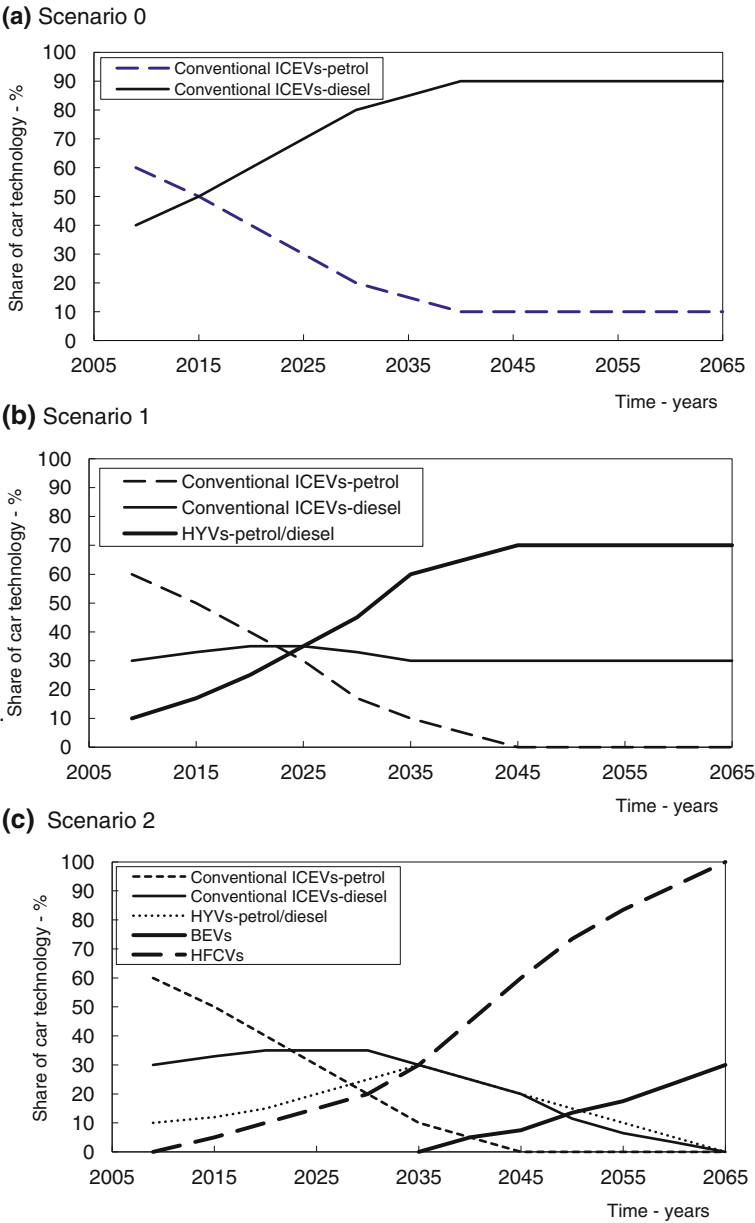 (a) Scenario 0
Share of car technology - %
100
90
80
70
60
50
40
30
20
10
0
Conventional ICEVs-petrol
Conventional ICEVs-diesel
2005 2015 2025 2035 2045 2055 2065
Time - years
(b) Scenario 1
Share of car technology - %
100
90
80
70
60
50
40
30
20
10
0
Conventional ICEVs-petrol
Conventional ICEVs-diesel
HYVs-petrol/diesel
2005 2015 2025 2035 2045 2055 2065
Time - years
(c) Scenario 2
Share of car technology - %
100
90
80
70
60
50
40
30
20
10
0
Conventional ICEVs-petrol
Conventional ICEVs-diesel
HYVs-petrol/diesel
BEVs
HFCVs
2005 2015 2025 2035 2045 2055 2065
Time - years